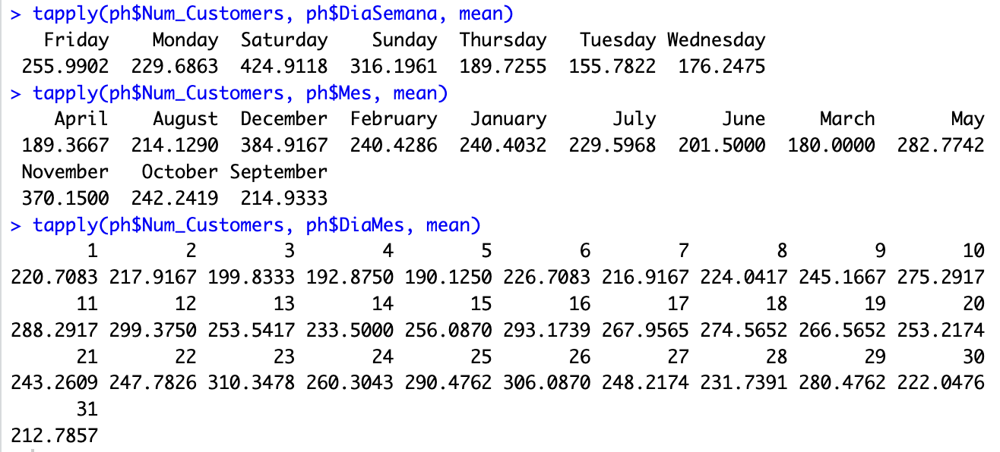 > tapply(ph$Num_Customers, ph$DiaSemana, mean)
Friday Monday Saturday Sunday Thursday Tuesday Wednesday
255.9902 229.6863 424.9118 316.1961 189.7255 155.7822 176.2475
> tapply(ph$Num_Customers, ph$Mes, mean)
April August December February January July June March May
189.3667 214.1290 384.9167 240.4286 240.4032 229.5968 201.5000 180.0000 282.7742
November October September
370.1500 242.2419 214.9333
> tapply(ph$Num_Customers, ph$DiaMes, mean)
1 2 3 4 5 6 7 8 9 10
220.7083 217.9167 199.8333 192.8750 190.1250 226.7083 216.9167 224.0417 245.1667 275.2917
11 12 13 14 15 16 17 18 19 20
288.2917 299.3750 253.5417 233.5000 256.0870 293.1739 267.9565 274.5652 266.5652 253.2174
21 22 23 24 25 26 27 28 29 30
243.2609 247.7826 310.3478 260.3043 290.4762 306.0870 248.2174 231.7391 280.4762 222.0476
31
212.7857